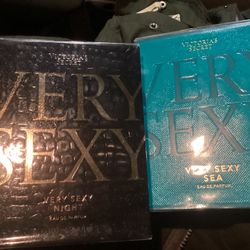 VICTORIA'S
SECRET
VERY
SEXY
VERY SEXY
NIGHT
EAU DE PARFUM
VICTORIA'S
SECRET
VERY
SEXY
VERY SEXY
SEA
EAU DE PARFUM